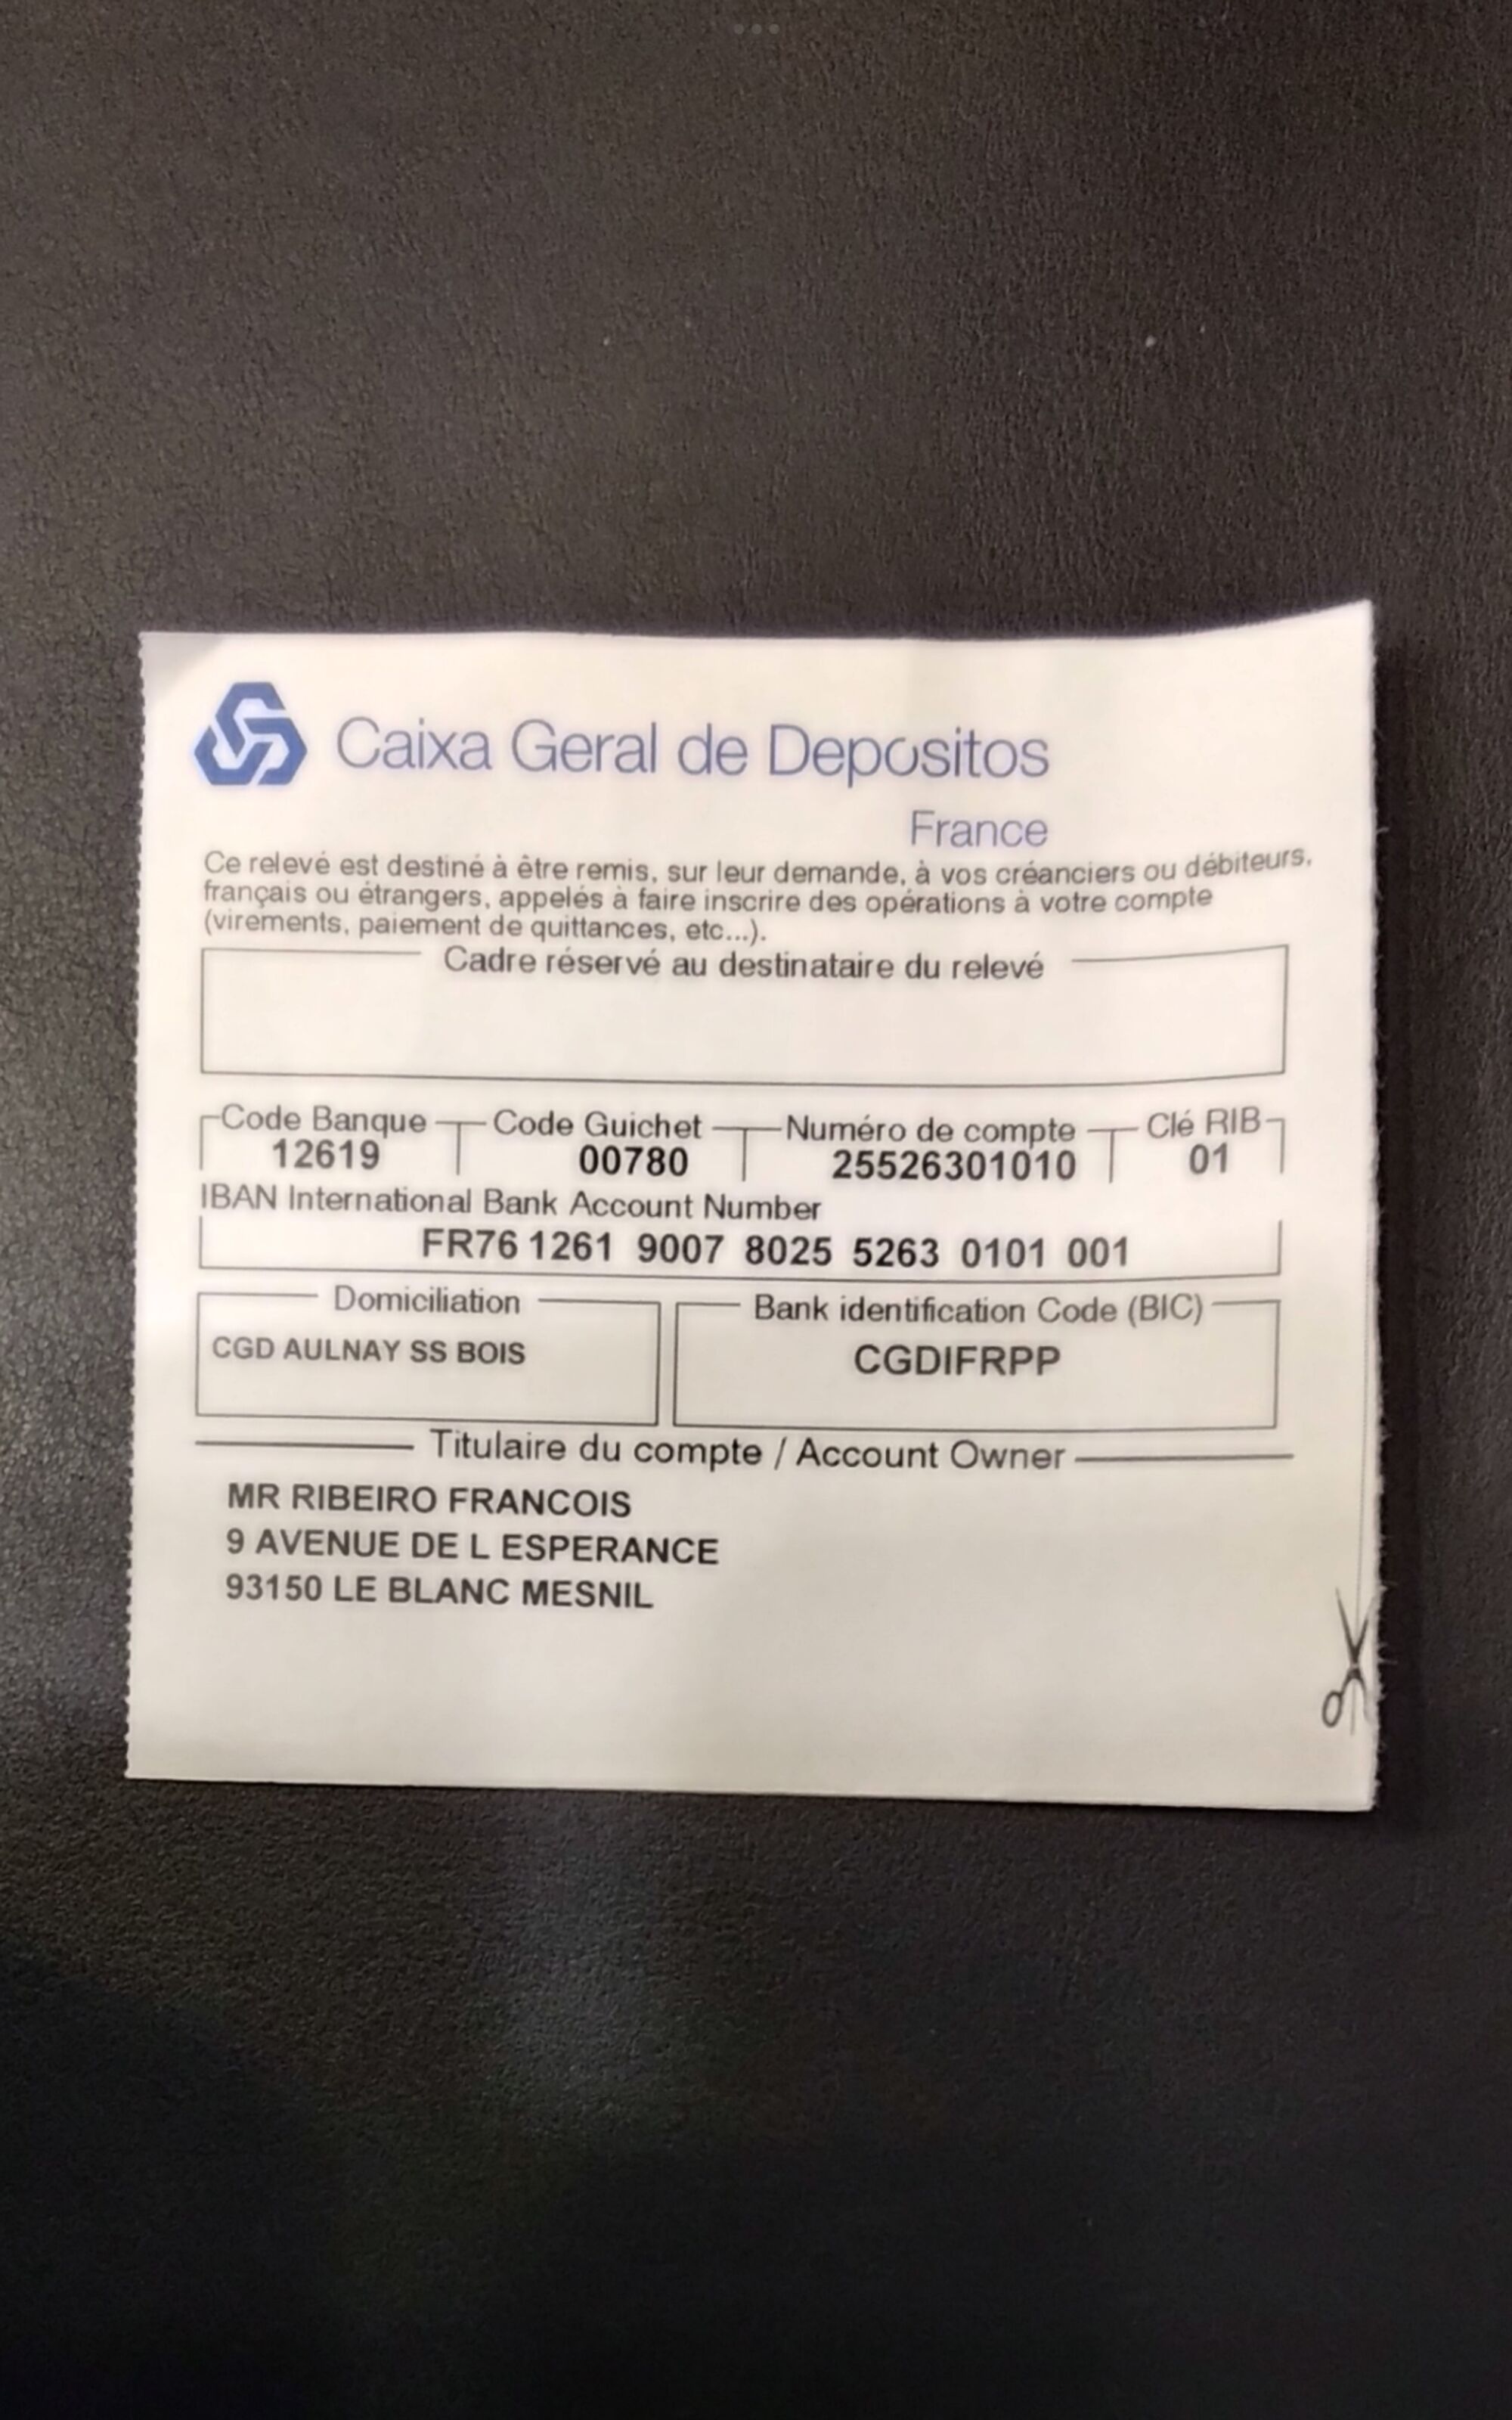 Caixa Geral de Depositos
France
Ce relevé est destiné à être remis, sur leur demande, à vos créanciers ou débiteurs,
français ou étrangers, appelés à faire inscrire des opérations à votre compte
(virements, paiement de quittances, etc...).
Cadre réservé au destinataire du relevé
Code Banque Code Guichet Numéro de compte Clé RIB
12619 00780 25526301010 01
IBAN International Bank Account Number
FR76 1261 9007 8025 5263 0101 001
Domiciliation Bank identification Code (BIC)
CGD AULNAY SS BOIS CGDIFRPP
Titulaire du compte / Account Owner
MR RIBEIRO FRANCOIS
9 AVENUE DE L ESPERANCE
93150 LE BLANC MESNIL